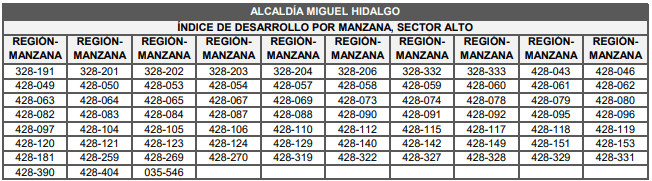 ALCALDÍA MIGUEL HIDALGO
ÍNDICE DE DESARROLLO POR MANZANA, SECTOR ALTO
REGIÓN-MANZANA REGIÓN-MANZANA REGIÓN-MANZANA REGIÓN-MANZANA REGIÓN-MANZANA REGIÓN-MANZANA REGIÓN-MANZANA REGIÓN-MANZANA REGIÓN-MANZANA REGIÓN-MANZANA
328-191 328-201 328-202 328-203 328-204 328-206 328-332 328-333 428-043 428-046
428-049 428-050 428-053 428-054 428-057 428-058 428-059 428-060 428-061 428-062
428-063 428-064 428-065 428-067 428-069 428-073 428-074 428-078 428-079 428-080
428-082 428-083 428-084 428-087 428-088 428-090 428-091 428-092 428-095 428-096
428-097 428-104 428-105 428-106 428-110 428-112 428-115 428-117 428-118 428-119
428-120 428-121 428-123 428-124 428-129 428-140 428-142 428-149 428-151 428-153
428-181 428-259 428-269 428-270 428-319 428-322 428-327 428-328 428-329 428-331
428-390 428-404 035-546